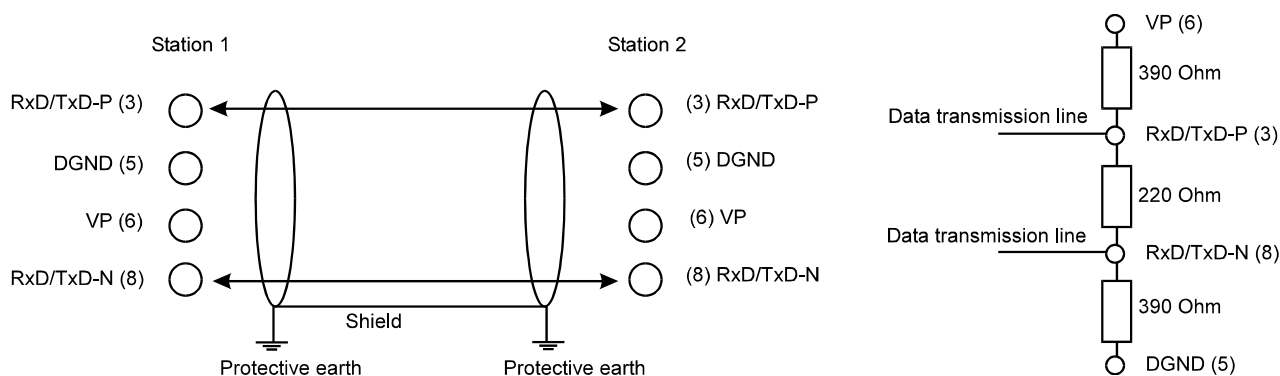 Station 1
Station 2
RxD/TxD-P (3)
(3) RxD/TxD-P
DGND (5)
(5) DGND
VP (6)
(6) VP
RxD/TxD-N (8)
(8) RxD/TxD-N
Shield
Protective earth
Protective earth
VP (6)
390 Ohm
Data transmission line
RxD/TxD-P (3)
220 Ohm
Data transmission line
RxD/TxD-N (8)
390 Ohm
DGND (5)